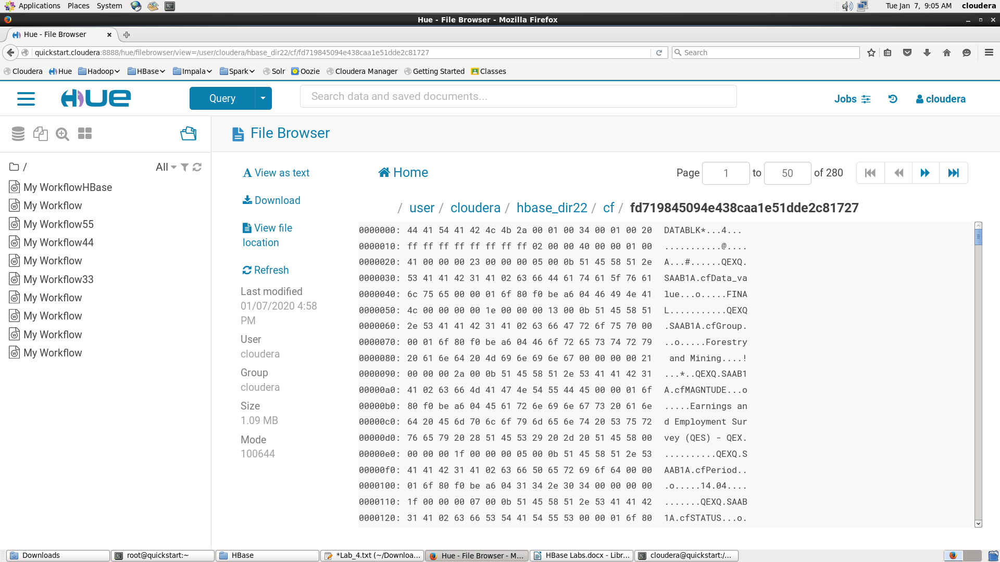 Applications Places System Tue Jan 7, 9:05 AM cloudera
Hue - File Browser - Mozilla Firefox
Hue - File Browser
quickstart.cloudera:8888/hue/filebrowser/view=/user/cloudera/hbase_dir22/cf/fd719845094e438caa1e51dde2c81727 Search
Cloudera Hue Hadoop HBase Impala Spark Solr Oozie Cloudera Manager Getting Started Classes
HUE Query Search data and saved documents... Jobs cloudera
File Browser
/ All
My WorkflowHBase
My Workflow
My Workflow55
My Workflow44
My Workflow
My Workflow33
My Workflow
My Workflow
My Workflow
My Workflow
View as text
Download
View file
location
Refresh
Last modified
01/07/2020 4:58
PM
User
cloudera
Group
cloudera
Size
1.09 MB
Mode
100644
Home Page 1 to 50 of 280
/ user / cloudera / hbase_dir22 / cf / fd719845094e438caa1e51dde2c81727
0000000: 44 41 54 41 42 4c 4b 2a 00 01 00 34 00 01 00 20 DATABLK*...4...
0000010: ff ff ff ff ff ff ff ff 02 00 00 40 00 00 01 00 ...........@....
0000020: 41 00 00 00 23 00 00 00 05 00 0b 51 45 58 51 2e A...#......QEXQ.
0000030: 53 41 41 42 31 41 02 63 66 44 61 74 61 5f 76 61 SAAB1A.cfData_va
0000040: 6c 75 65 00 00 01 6f 80 f0 be a6 04 46 49 4e 41 lue...o.....FINA
0000050: 4c 00 00 00 00 1e 00 00 00 13 00 0b 51 45 58 51 L...........QEXQ
0000060: 2e 53 41 41 42 31 41 02 63 66 47 72 6f 75 70 00 .SAAB1A.cfGroup.
0000070: 00 01 6f 80 f0 be a6 04 46 6f 72 65 73 74 72 79 ..o.....Forestry
0000080: 20 61 6e 64 20 4d 69 6e 69 6e 67 00 00 00 00 21 and Mining....!
0000090: 00 00 00 2a 00 0b 51 45 58 51 2e 53 41 41 42 31 ...*..QEXQ.SAAB1
00000a0: 41 02 63 66 4d 41 47 4e 54 55 44 45 00 00 01 6f A.cfMAGNTUDE...o
00000b0: 80 f0 be a6 04 45 61 72 6e 69 6e 67 73 20 61 6e .....Earnings an
00000c0: 64 20 45 6d 70 6c 6f 79 6d 65 6e 74 20 53 75 72 d Employment Sur
00000d0: 76 65 79 20 28 51 45 53 29 20 2d 20 51 45 58 00 vey (QES) - QEX.
00000e0: 00 00 00 1f 00 00 00 05 00 0b 51 45 58 51 2e 53 ..........QEXQ.S
00000f0: 41 41 42 31 41 02 63 66 50 65 72 69 6f 64 00 00 AAB1A.cfPeriod..
0000100: 01 6f 80 f0 be a6 04 31 34 2e 30 34 00 00 00 00 .o.....14.04....
0000110: 1f 00 00 00 07 00 0b 51 45 58 51 2e 53 41 41 42 .......QEXQ.SAAB
0000120: 31 41 02 63 66 53 54 41 54 55 53 00 00 01 6f 80 1A.cfSTATUS...o.
Downloads root@quickstart:~ HBase *Lab_4.txt (~/Downloa... Hue - File Browser - M... HBase Labs.docx - Libr... cloudera@quickstart:/...